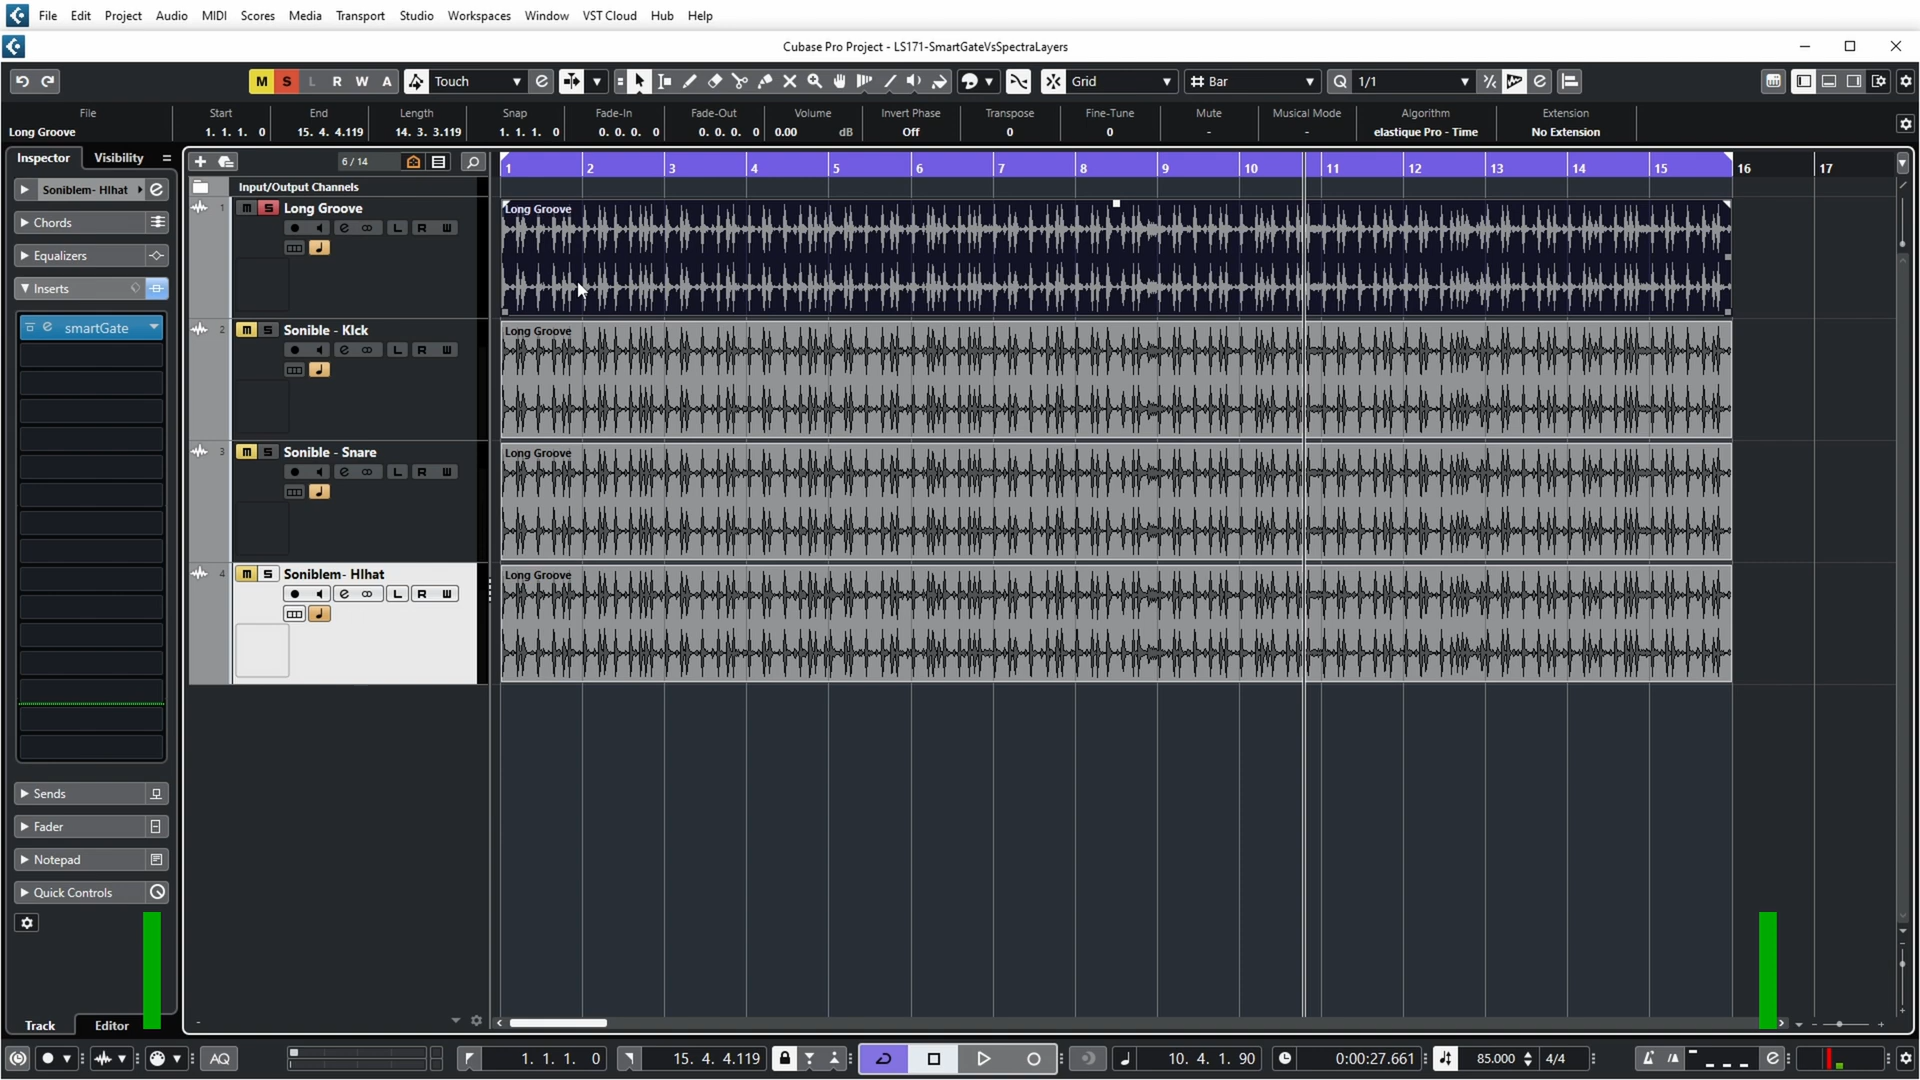 File Edit Project Audio MIDI Scores Media Transport Studio Workspaces Window VST Cloud Hub Help
Cubase Pro Project - LS171-SmartGateVsSpectraLayers
M S L R W A Touch Grid Bar Q 1/1
File Start End Length Snap Fade-In Fade-Out Volume Invert Phase Transpose Fine-Tune Mute Musical Mode Algorithm Extension
Long Groove 1. 1. 1. 0 15. 4. 4.119 14. 3. 3.119 1. 1. 1. 0 0. 0. 0. 0 0. 0. 0. 0 0.00 dB Off 0 0 - - elastique Pro - Time No Extension
Inspector Visibility 6 / 14 1 2 3 4 5 6 7 8 9 10 11 12 13 14 15 16 17
Soniblem- HIhat
Input/Output Channels
1 m S Long Groove
L R W
Long Groove
Chords
Equalizers
Inserts
smartGate
2 m S Sonible - KIck
L R W
Long Groove
3 m S Sonible - Snare
L R W
Long Groove
4 m S Soniblem- HIhat
L R W
Long Groove
Sends
Fader
Notepad
Quick Controls
Track Editor
AQ 1. 1. 1. 0 15. 4. 4.119 10. 4. 1. 90 0:00:27.661 85.000 4/4